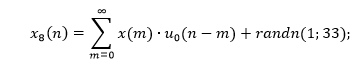 x₈(n) = ∑_{m=0}^{∞} x(m) · u₀(n − m) + randn(1; 33);